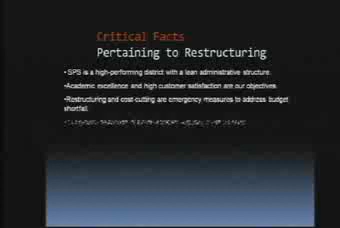 Critical Facts
Pertaining to Restructuring
• SPS is a high-performing district with a lean administrative structure.
•Academic excellence and high customer satisfaction are our objectives
•Restructuring and cost-cutting are emergency measures to address budget
shortfall.